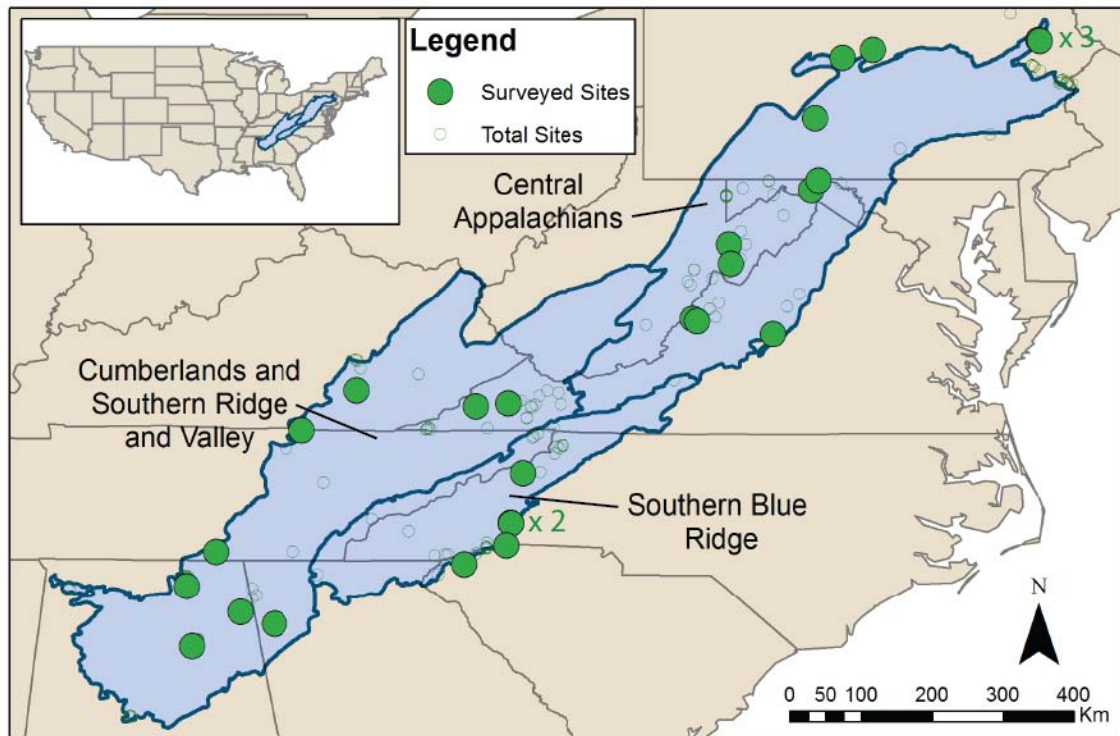 Legend
Surveyed Sites
Total Sites
x 3
Central
Appalachians
Cumberlands and
Southern Ridge
and Valley
x 2
Southern Blue
Ridge
N
0 50 100 200 300 400
Km